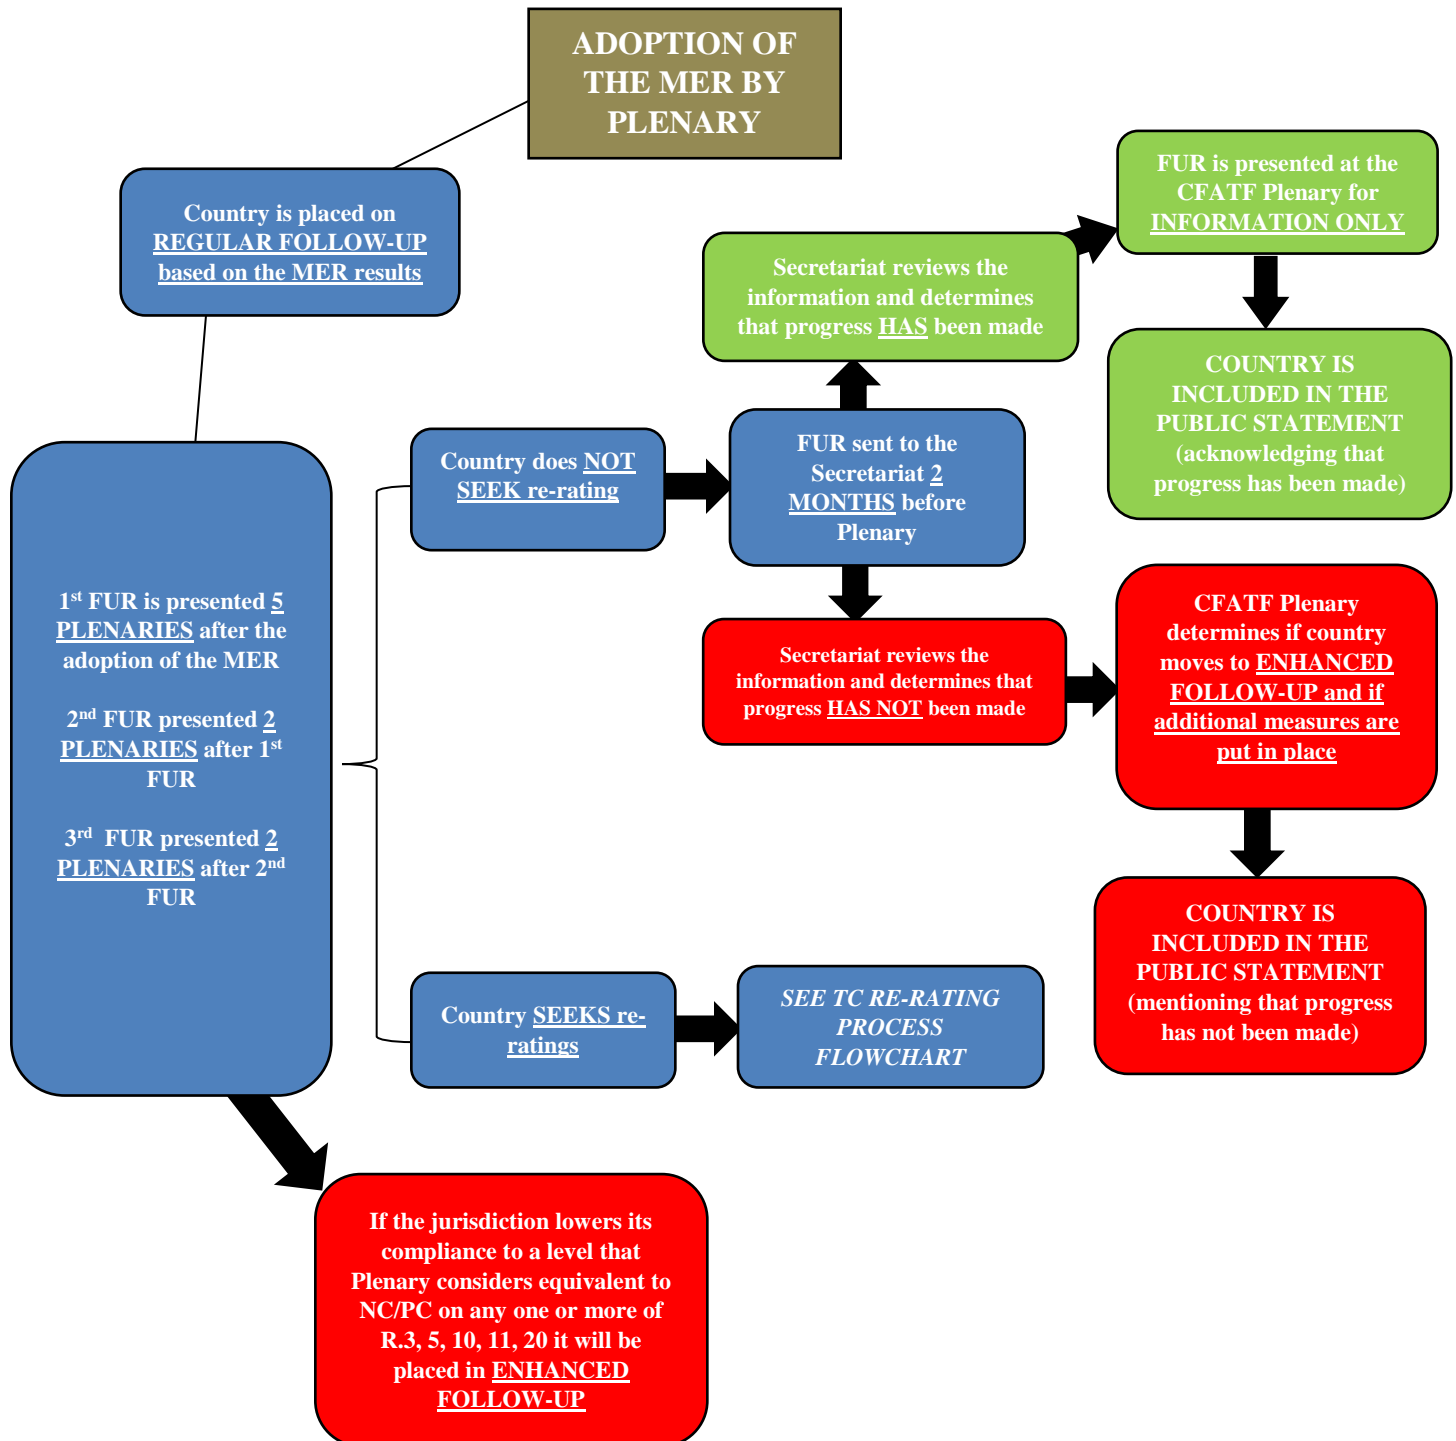 ADOPTION OF
THE MER BY
PLENARY
Country is placed on
REGULAR FOLLOW-UP
based on the MER results
FUR is presented at the
CFATF Plenary for
INFORMATION ONLY
Secretariat reviews the
information and determines
that progress HAS been made
COUNTRY IS
INCLUDED IN THE
PUBLIC STATEMENT
(acknowledging that
progress has been made)
Country does NOT
SEEK re-rating
FUR sent to the
Secretariat 2
MONTHS before
Plenary
1st FUR is presented 5
PLENARIES after the
adoption of the MER
2nd FUR presented 2
PLENARIES after 1st
FUR
3rd FUR presented 2
PLENARIES after 2nd
FUR
Secretariat reviews the
information and determines that
progress HAS NOT been made
CFATF Plenary
determines if country
moves to ENHANCED
FOLLOW-UP and if
additional measures are
put in place
COUNTRY IS
INCLUDED IN THE
PUBLIC STATEMENT
(mentioning that progress
has not been made)
Country SEEKS re-
ratings
SEE TC RE-RATING
PROCESS
FLOWCHART
If the jurisdiction lowers its
compliance to a level that
Plenary considers equivalent to
NC/PC on any one or more of
R.3, 5, 10, 11, 20 it will be
placed in ENHANCED
FOLLOW-UP